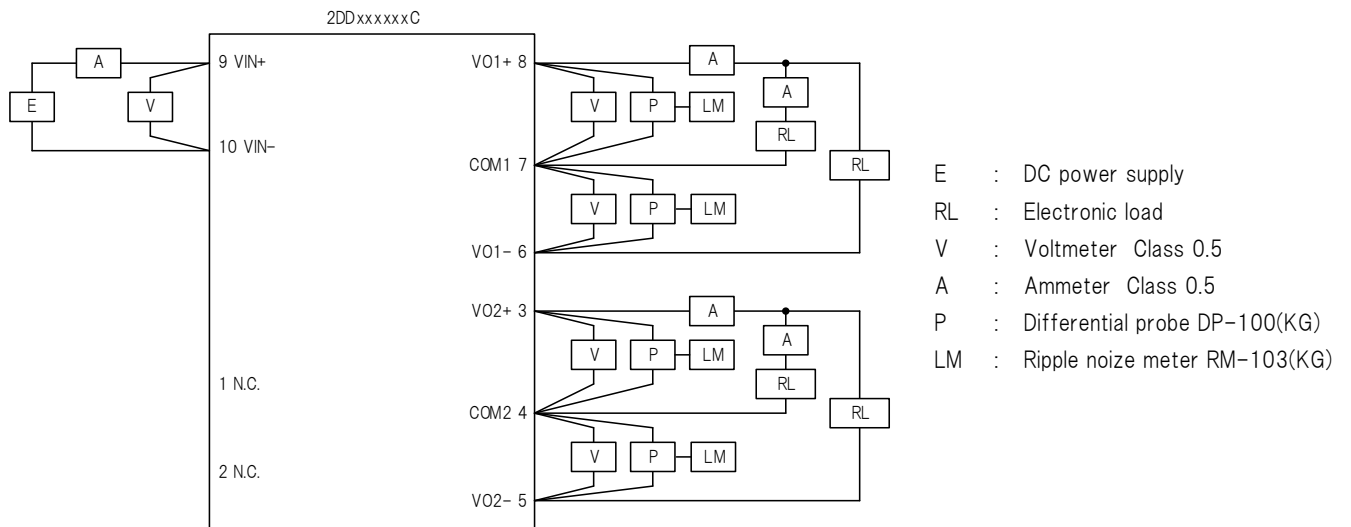 2DDxxxxxxC
A
9 VIN+
E
V
10 VIN-
1 N.C.
2 N.C.
VO1+ 8
A
V
P
LM
A
RL
COM1 7
RL
V
P
LM
VO1- 6
VO2+ 3
A
V
P
LM
A
RL
COM2 4
RL
V
P
LM
VO2- 5
E : DC power supply
RL : Electronic load
V : Voltmeter Class 0.5
A : Ammeter Class 0.5
P : Differential probe DP-100(KG)
LM : Ripple noize meter RM-103(KG)